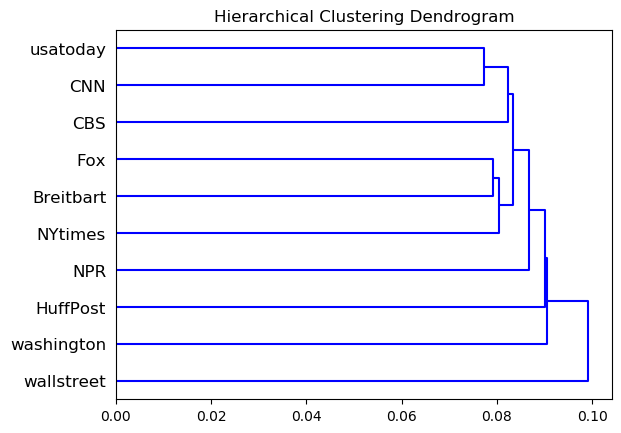 Hierarchical Clustering Dendrogram
usatoday
CNN
CBS
Fox
Breitbart
NYtimes
NPR
HuffPost
washington
wallstreet
0.00 0.02 0.04 0.06 0.08 0.10